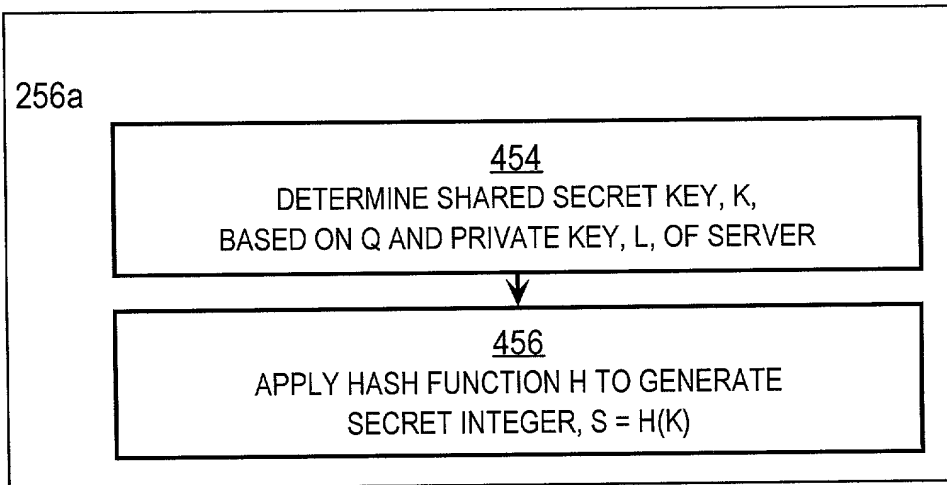 256a
454
DETERMINE SHARED SECRET KEY, K,
BASED ON Q AND PRIVATE KEY, L, OF SERVER
456
APPLY HASH FUNCTION H TO GENERATE
SECRET INTEGER, S = H(K)